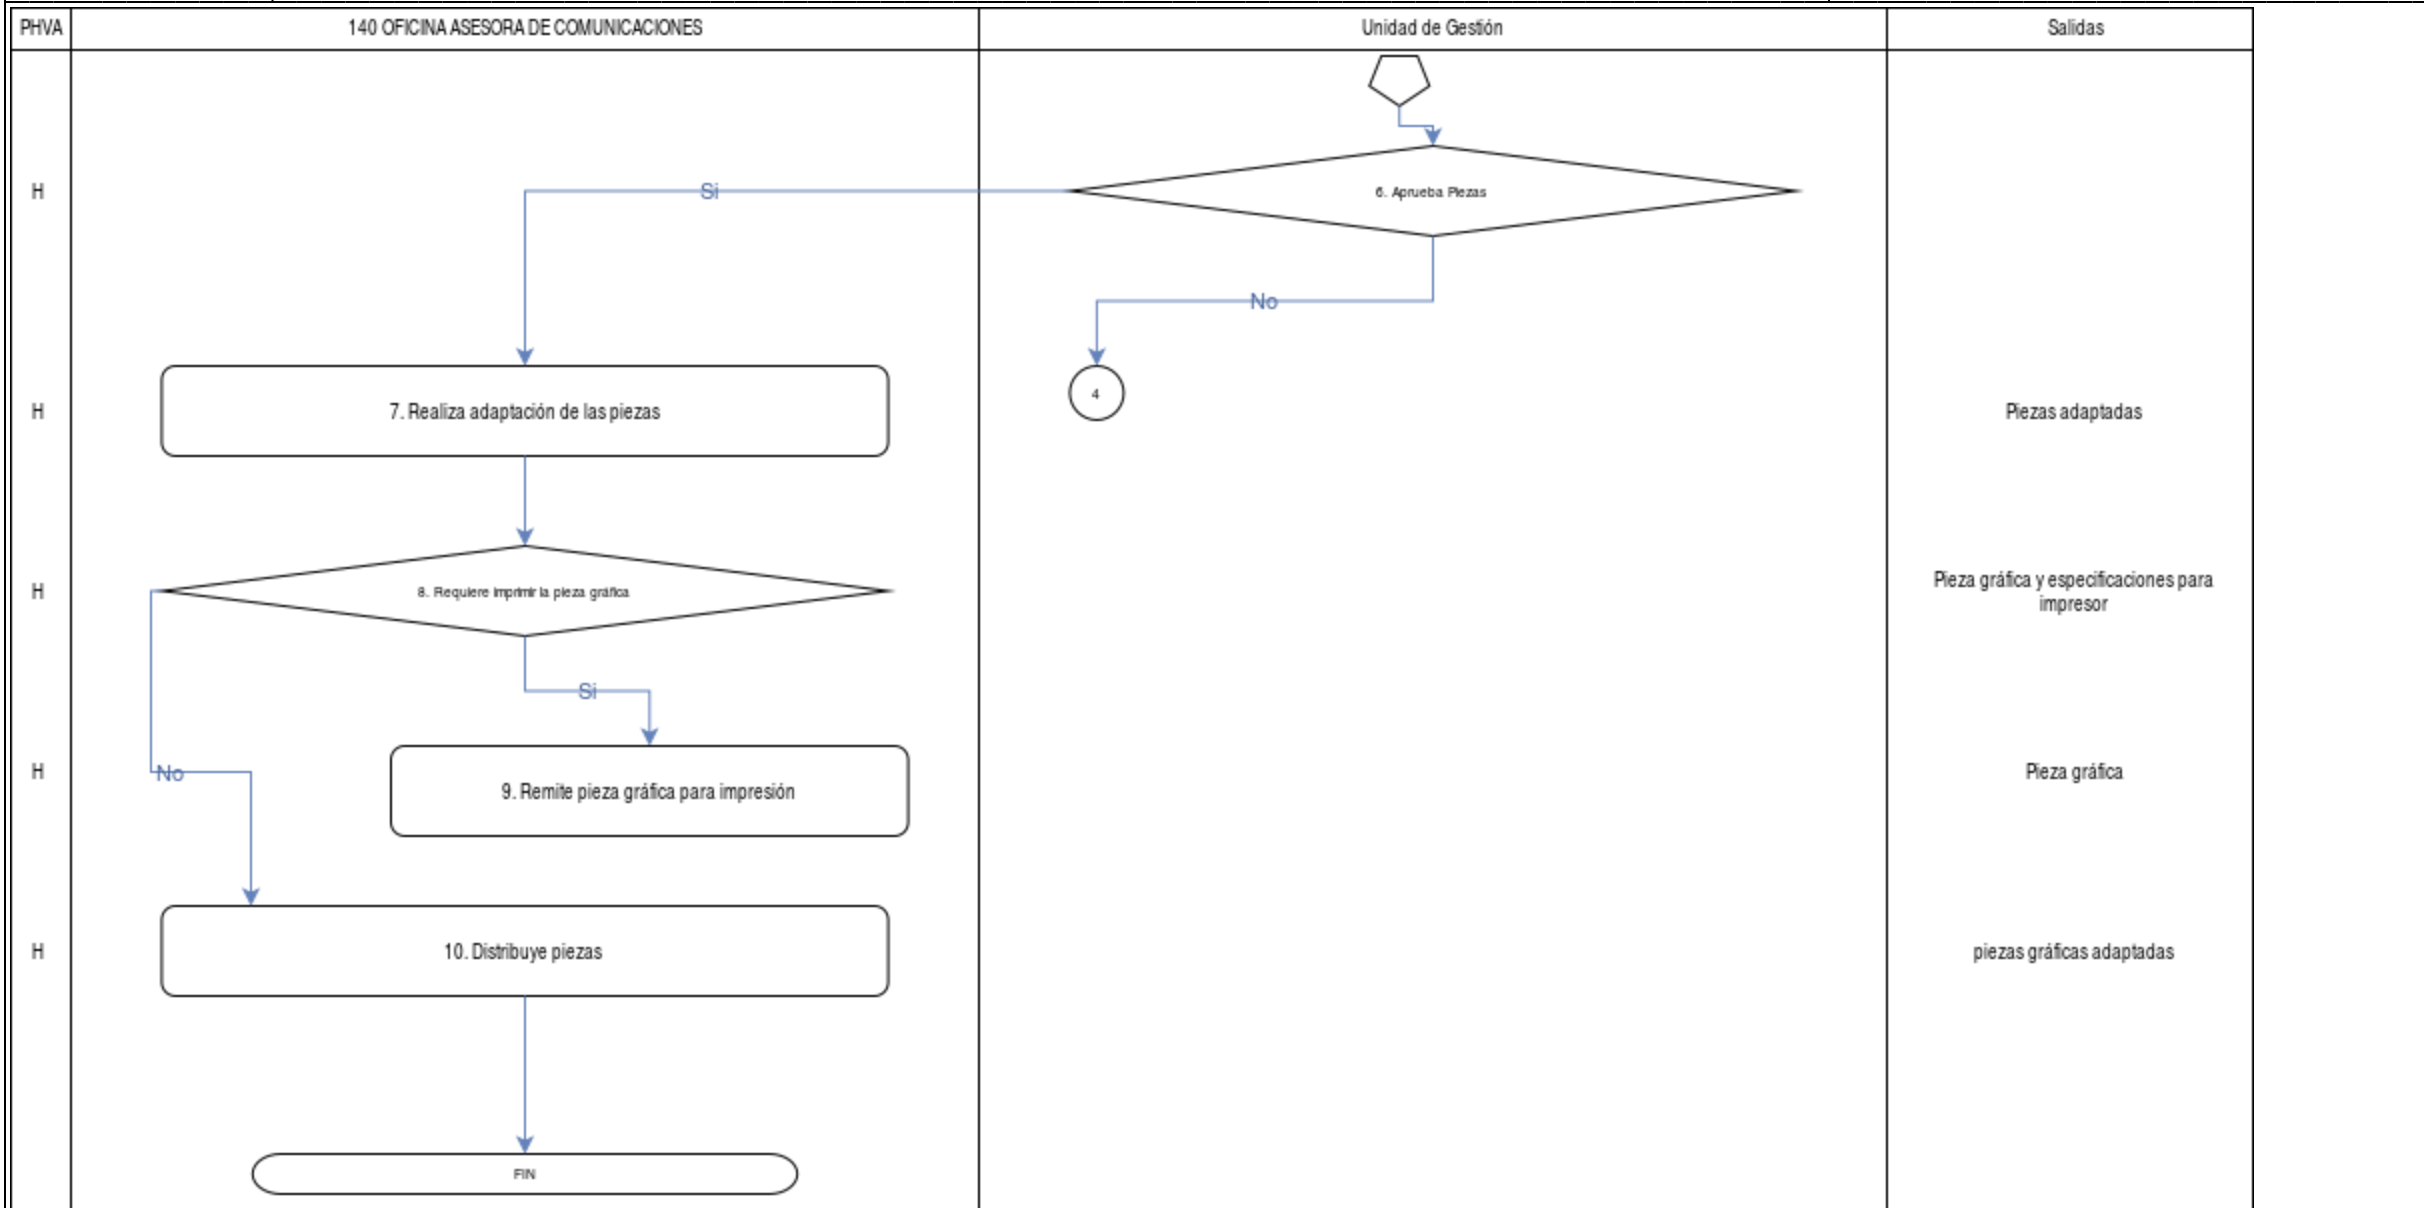 PHVA
140 OFICINA ASESORA DE COMUNICACIONES
Unidad de Gestión
Salidas
H
Si
6. Aprueba Piezas
No
H
7. Realiza adaptación de las piezas
4
Piezas adaptadas
H
8. Requiere imprimir la pieza gráfica
Pieza gráfica y especificaciones para
impresor
Si
H
No
9. Remite pieza gráfica para impresión
Pieza gráfica
H
10. Distribuye piezas
piezas gráficas adaptadas
FIN